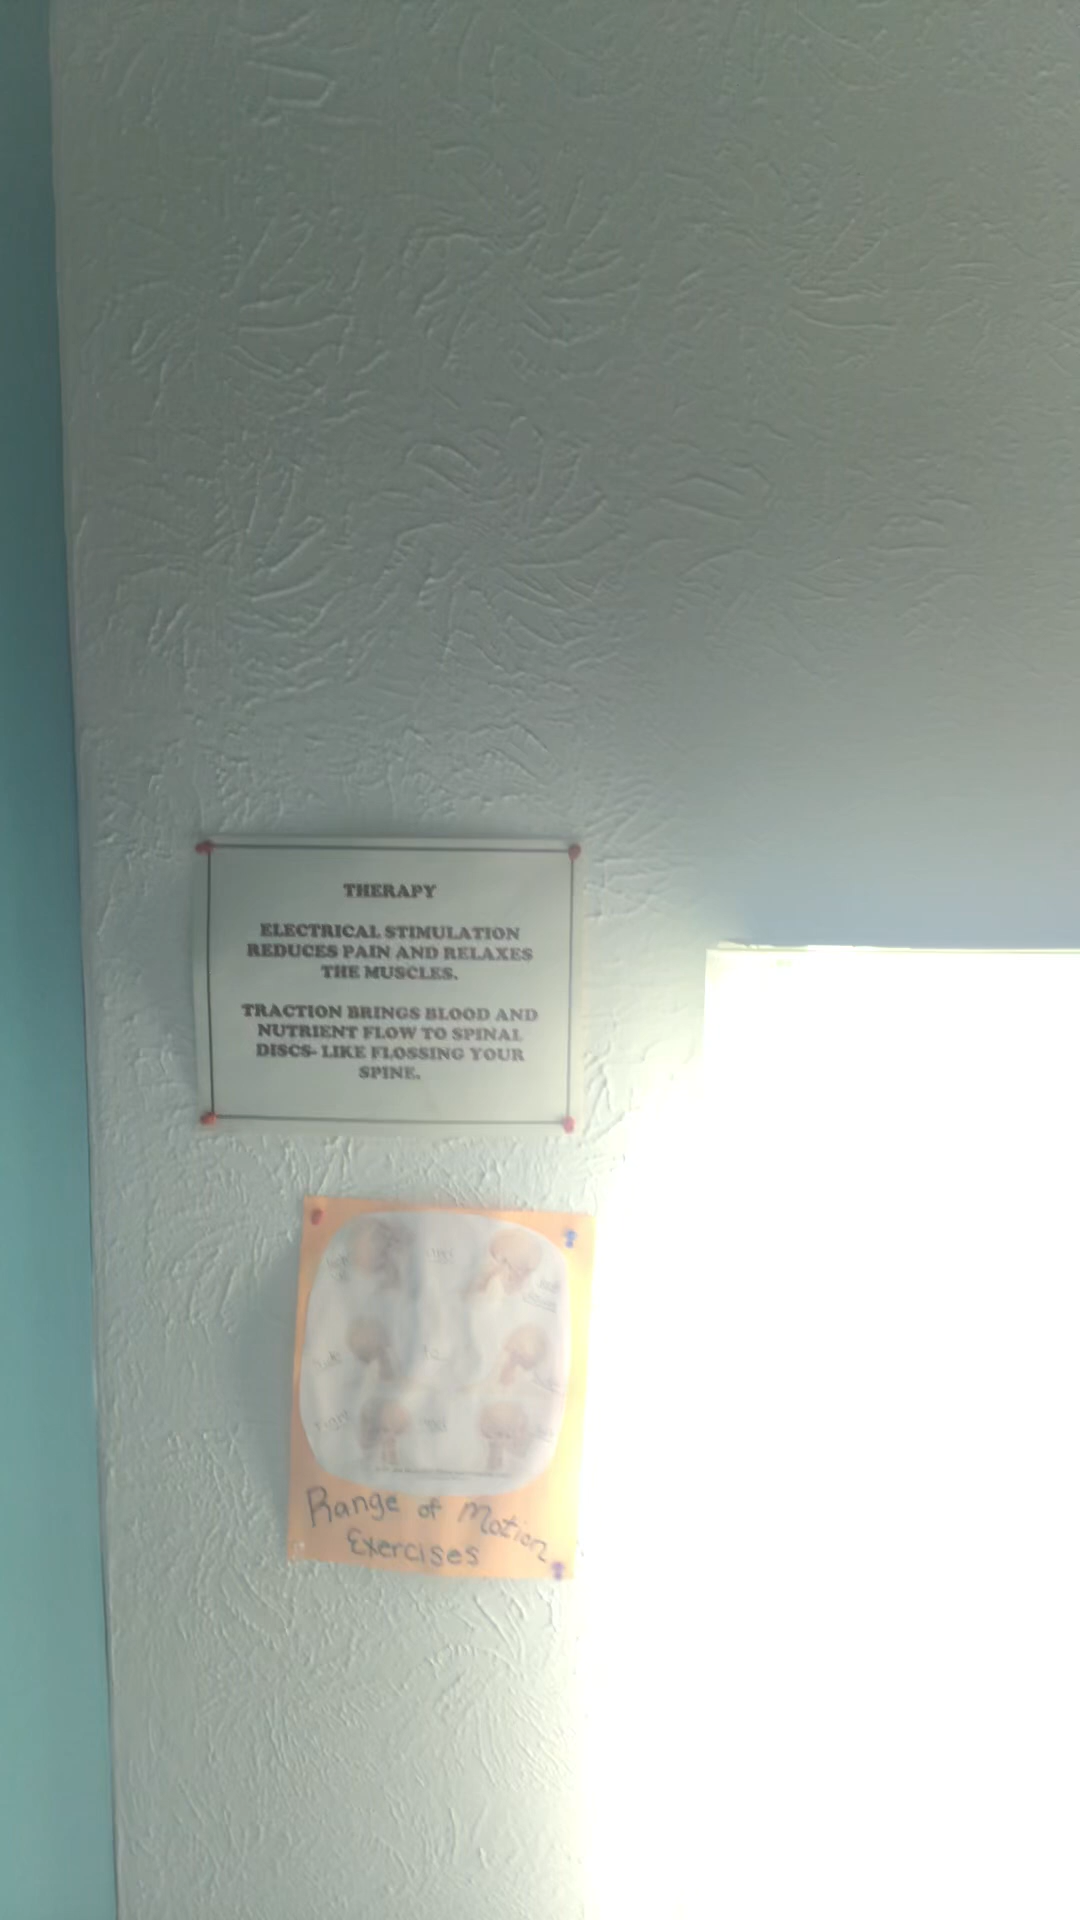 THERAPY
ELECTRICAL STIMULATION
REDUCES PAIN AND RELAXES
THE MUSCLES.
TRACTION BRINGS BLOOD AND
NUTRIENT FLOW TO SPINAL
DISCS- LIKE FLOSSING YOUR
SPINE.
Range of Motion
Exercises